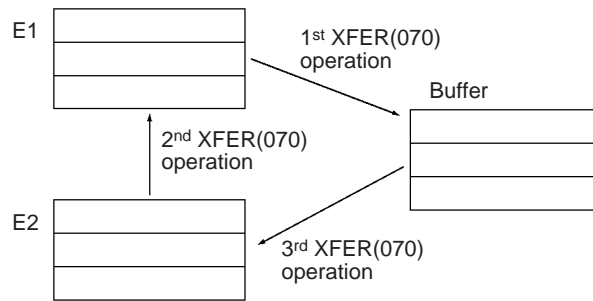 E1
1st XFER(070)
operation
Buffer
2nd XFER(070)
operation
E2
3rd XFER(070)
operation